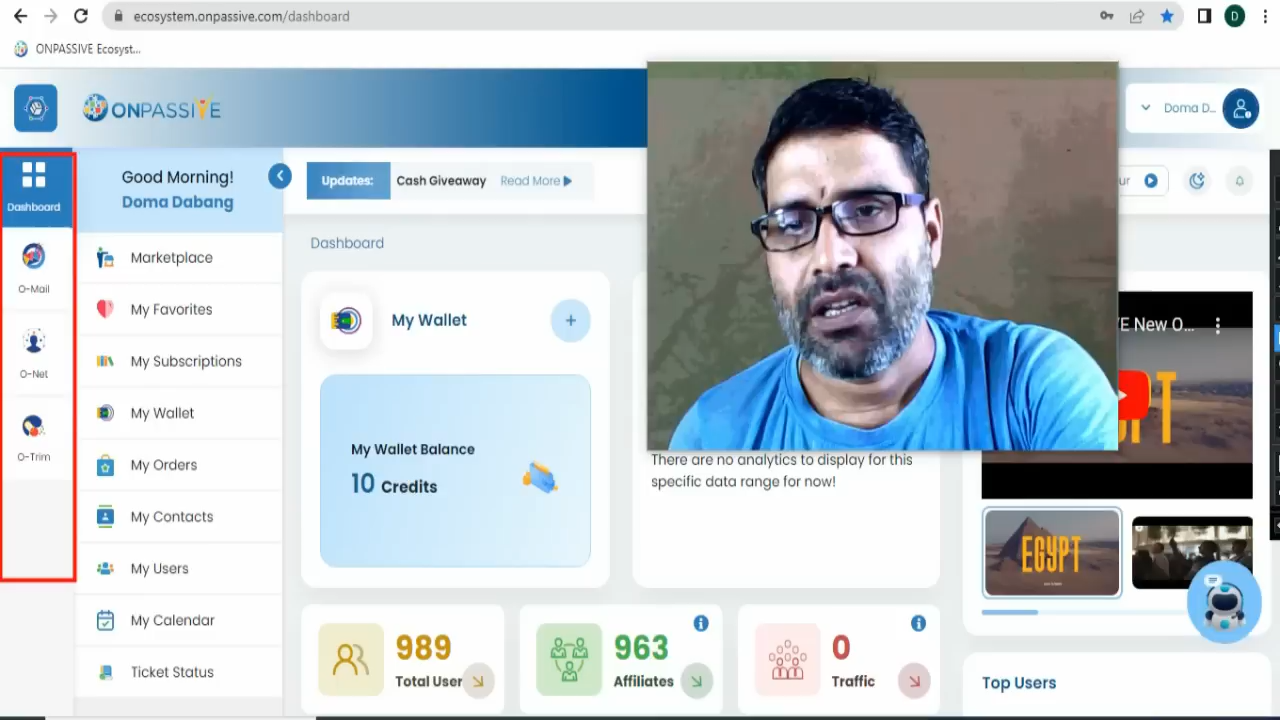 ecosystem.onpassive.com/dashboard
D
ONPASSIVE Ecosyst...
ONPASSIVE
Doma D...
Dashboard
O-Mail
O-Net
O-Trim
Good Morning!
Doma Dabang
Marketplace
My Favorites
My Subscriptions
My Wallet
My Orders
My Contacts
My Users
My Calendar
Ticket Status
Updates: Cash Giveaway Read More
ur
Dashboard
My Wallet
+
My Wallet Balance
10 Credits
There are no analytics to display for this
specific data range for now!
VE New O...
EGYPT
989
Total User
963
Affiliates
0
Traffic
Top Users